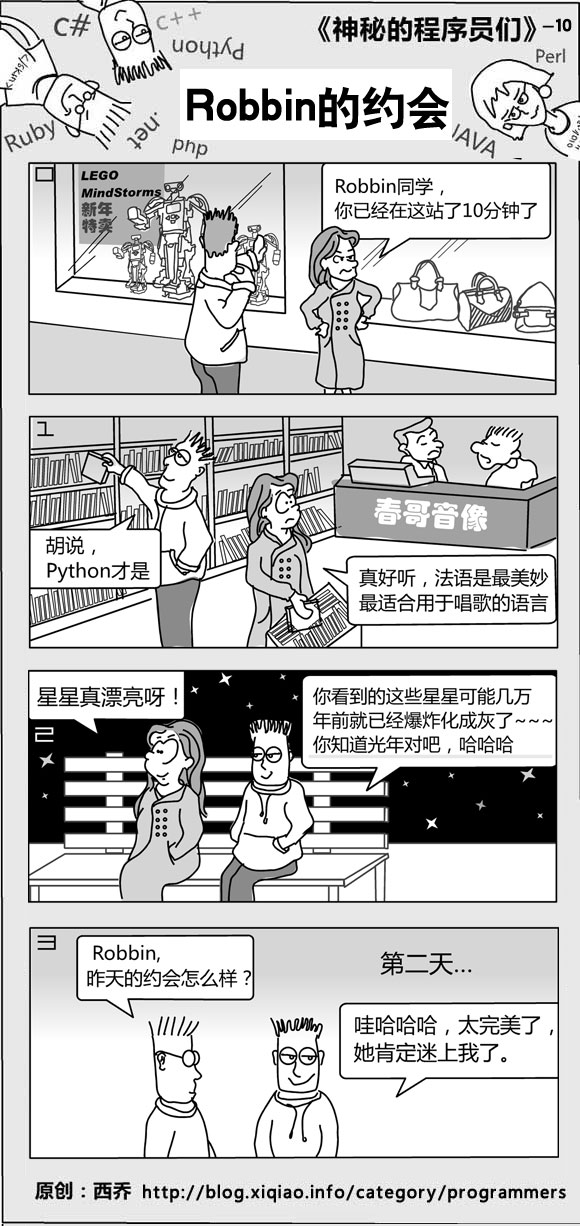 《神秘的程序员们》-10
C#
C++
Python
Perl
Ruby
.net
php
JAVA
Robbin的约会
0
LEGO
MindStorms
新年
特卖
Robbin同学，
你已经在这站了10分钟了
1
春哥音像
胡说，
Python才是
真好听，法语是最美妙
最适合用于唱歌的语言
2
星星真漂亮呀！
你看到的这些星星可能几万
年前就已经爆炸化成灰了~~~
你知道光年对吧，哈哈哈
3
Robbin,
昨天的约会怎么样？
第二天...
哇哈哈哈，太完美了，
她肯定迷上我了。
原创：西乔 http://blog.xiqiao.info/category/programmers